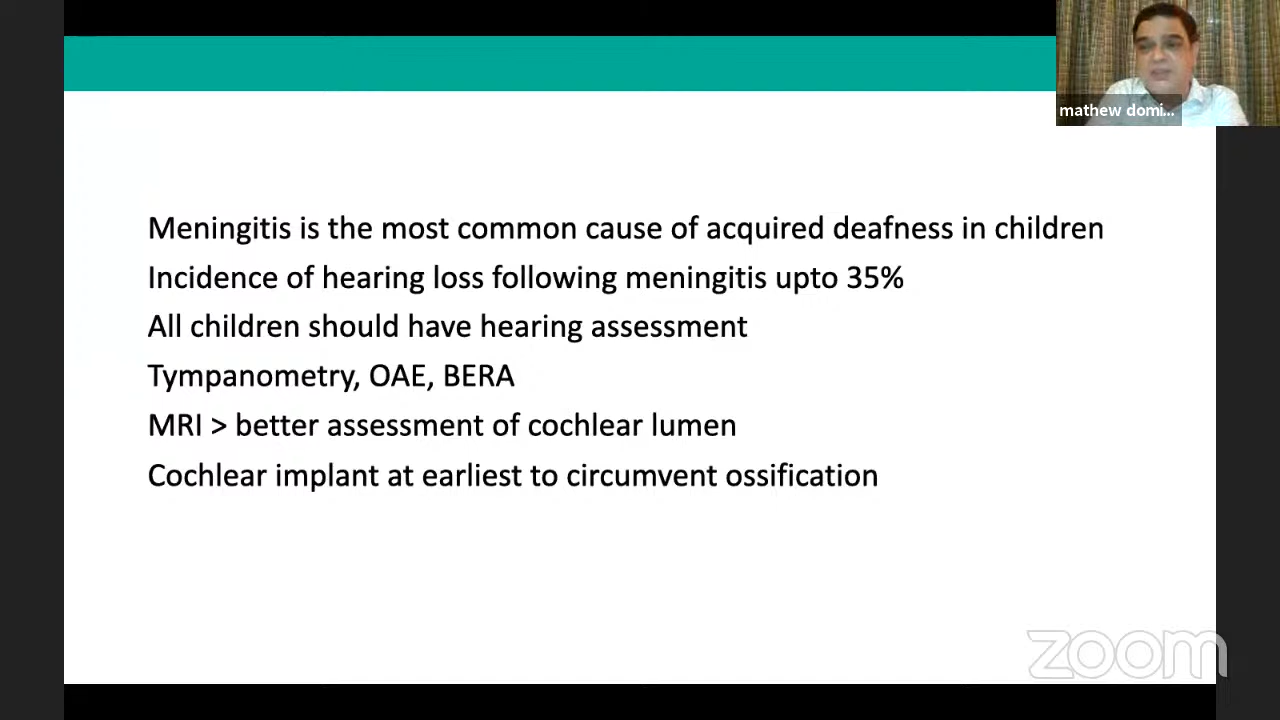 mathew domi...
Meningitis is the most common cause of acquired deafness in children
Incidence of hearing loss following meningitis upto 35%
All children should have hearing assessment
Tympanometry, OAE, BERA
MRI > better assessment of cochlear lumen
Cochlear implant at earliest to circumvent ossification
zoom